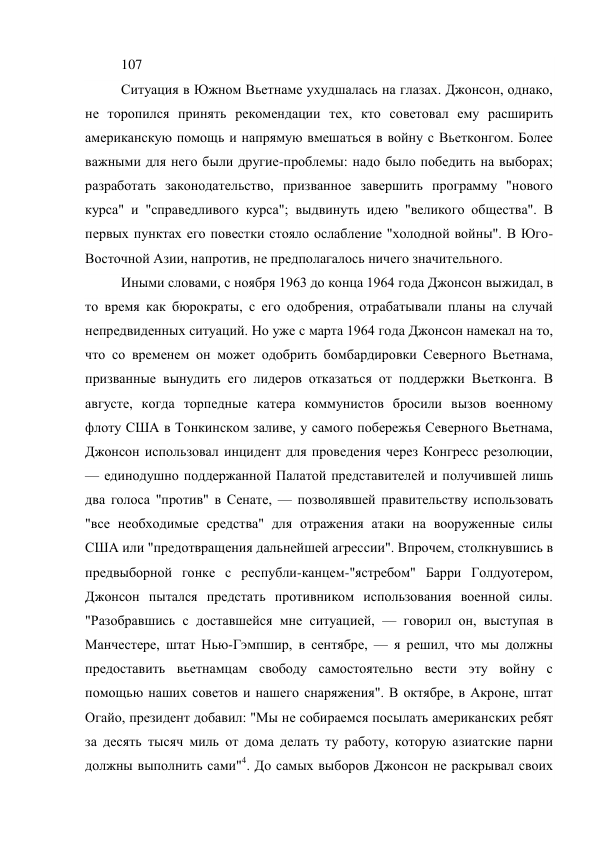 107
Ситуация в Южном Вьетнаме ухудшалась на глазах. Джонсон, однако,
не торопился принять рекомендации тех, кто советовал ему расширить
американскую помощь и напрямую вмешаться в войну с Вьетконгом. Более
важными для него были другие-проблемы: надо было победить на выборах;
разработать законодательство, призванное завершить программу "нового
курса" и "справедливого курса"; выдвинуть идею "великого общества". В
первых пунктах его повестки стояло ослабление "холодной войны". В Юго-
Восточной Азии, напротив, не предполагалось ничего значительного.
Иными словами, с ноября 1963 до конца 1964 года Джонсон выжидал, в
то время как бюрократы, с его одобрения, отрабатывали планы на случай
непредвиденных ситуаций. Но уже с марта 1964 года Джонсон намекал на то,
что со временем он может одобрить бомбардировки Северного Вьетнама,
призванные вынудить его лидеров отказаться от поддержки Вьетконга. В
августе, когда торпедные катера коммунистов бросили вызов военному
флоту США в Тонкинском заливе, у самого побережья Северного Вьетнама,
Джонсон использовал инцидент для проведения через Конгресс резолюции,
— единодушно поддержанной Палатой представителей и получившей лишь
два голоса "против" в Сенате, — позволявшей правительству использовать
"все необходимые средства" для отражения атаки на вооруженные силы
США или "предотвращения дальнейшей агрессии". Впрочем, столкнувшись в
предвыборной гонке с республи-канцем-"ястребом" Барри Голдуотером,
Джонсон пытался предстать противником использования военной силы.
"Разобравшись с доставшейся мне ситуацией, — говорил он, выступая в
Манчестере, штат Нью-Гэмпшир, в сентябре, — я решил, что мы должны
предоставить вьетнамцам свободу самостоятельно вести эту войну с
помощью наших советов и нашего снаряжения". В октябре, в Акроне, штат
Огайо, президент добавил: "Мы не собираемся посылать американских ребят
за десять тысяч миль от дома делать ту работу, которую азиатские парни
должны выполнить сами"4. До самых выборов Джонсон не раскрывал своих